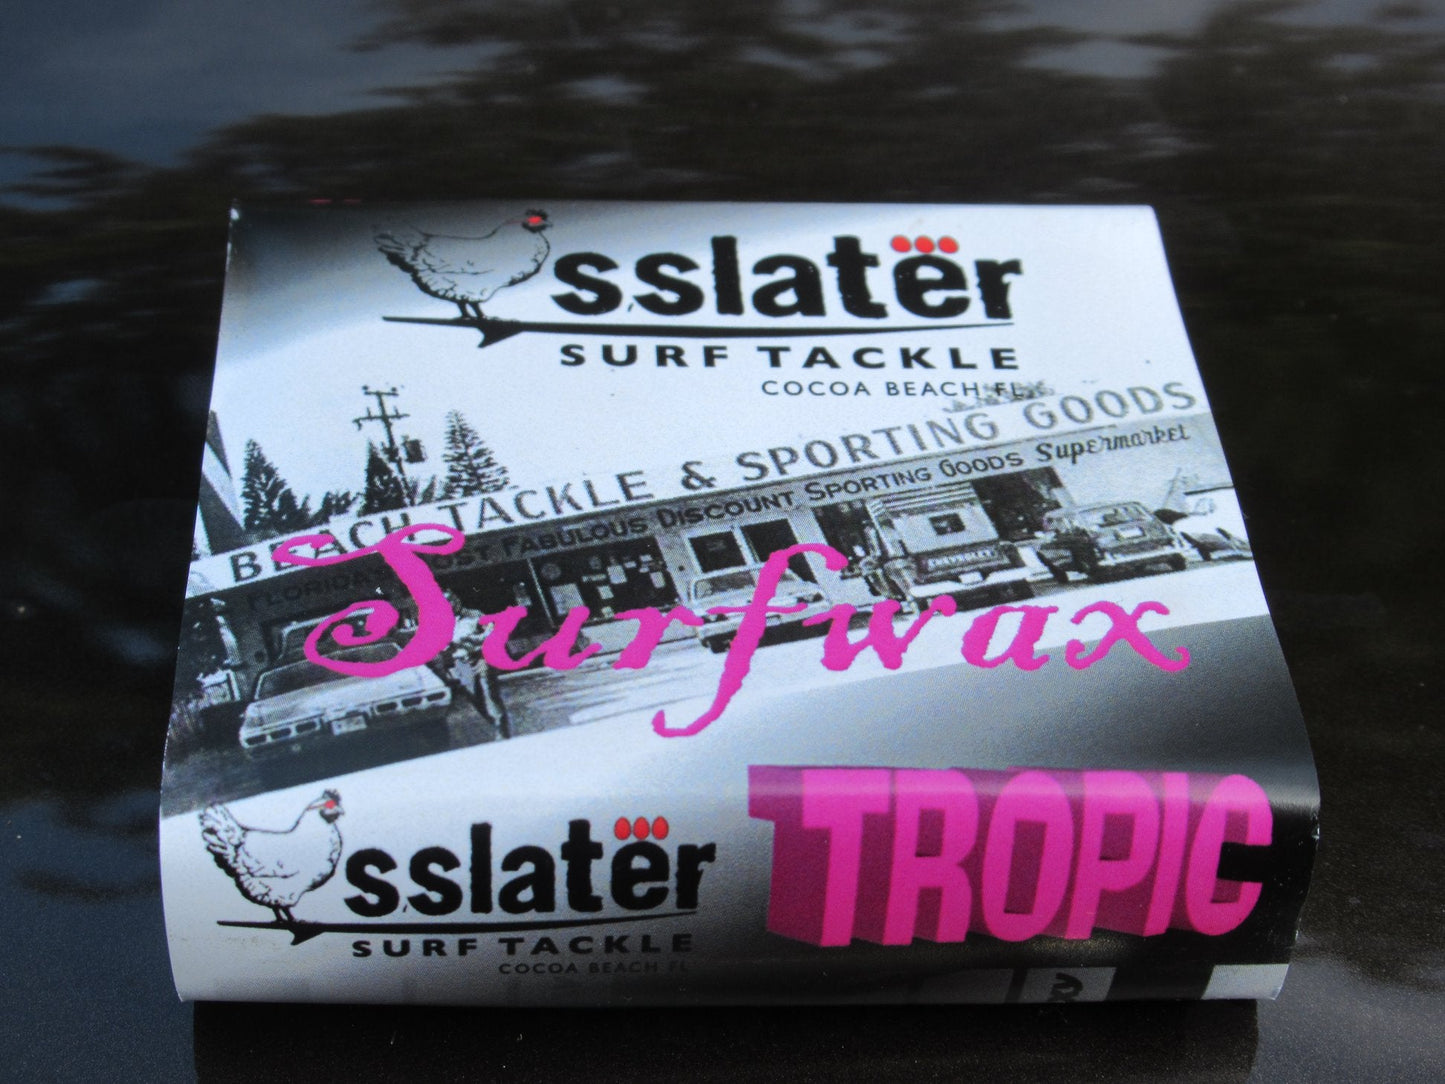 sslatër
SURF TACKLE
COCOA BEACH FL.
BEACH TACKLE & SPORTING GOODS
FLORIDA'S MOST FABULOUS DISCOUNT SPORTING GOODS Supermarket
Surfwax
TROPIC
sslatër
SURF TACKLE
COCOA BEACH FL